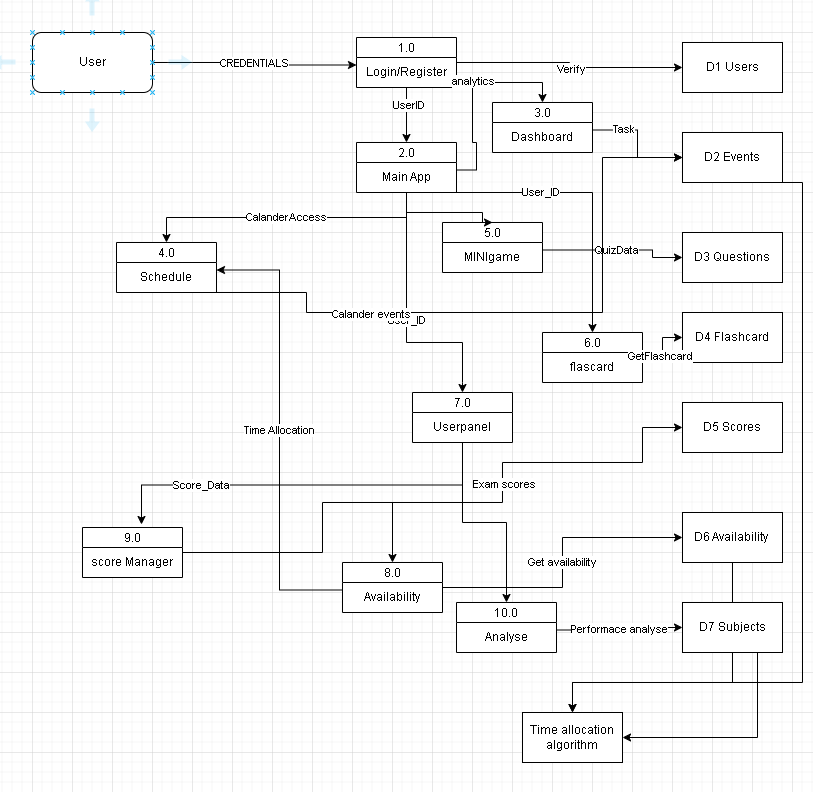 User
CREDENTIALS
1.0
Login/Register
Verify
D1 Users
analytics
UserID
3.0
Dashboard
Task
2.0
Main App
D2 Events
User_ID
CalanderAccess
5.0
MINIgame
QuizData
D3 Questions
4.0
Schedule
Calander events
User_ID
6.0
flascard
GetFlashcard
D4 Flashcard
7.0
Userpanel
Time Allocation
D5 Scores
Score_Data
Exam scores
9.0
score Manager
8.0
Availability
Get availability
D6 Availability
10.0
Analyse
Performace analyse
D7 Subjects
Time allocation
algorithm